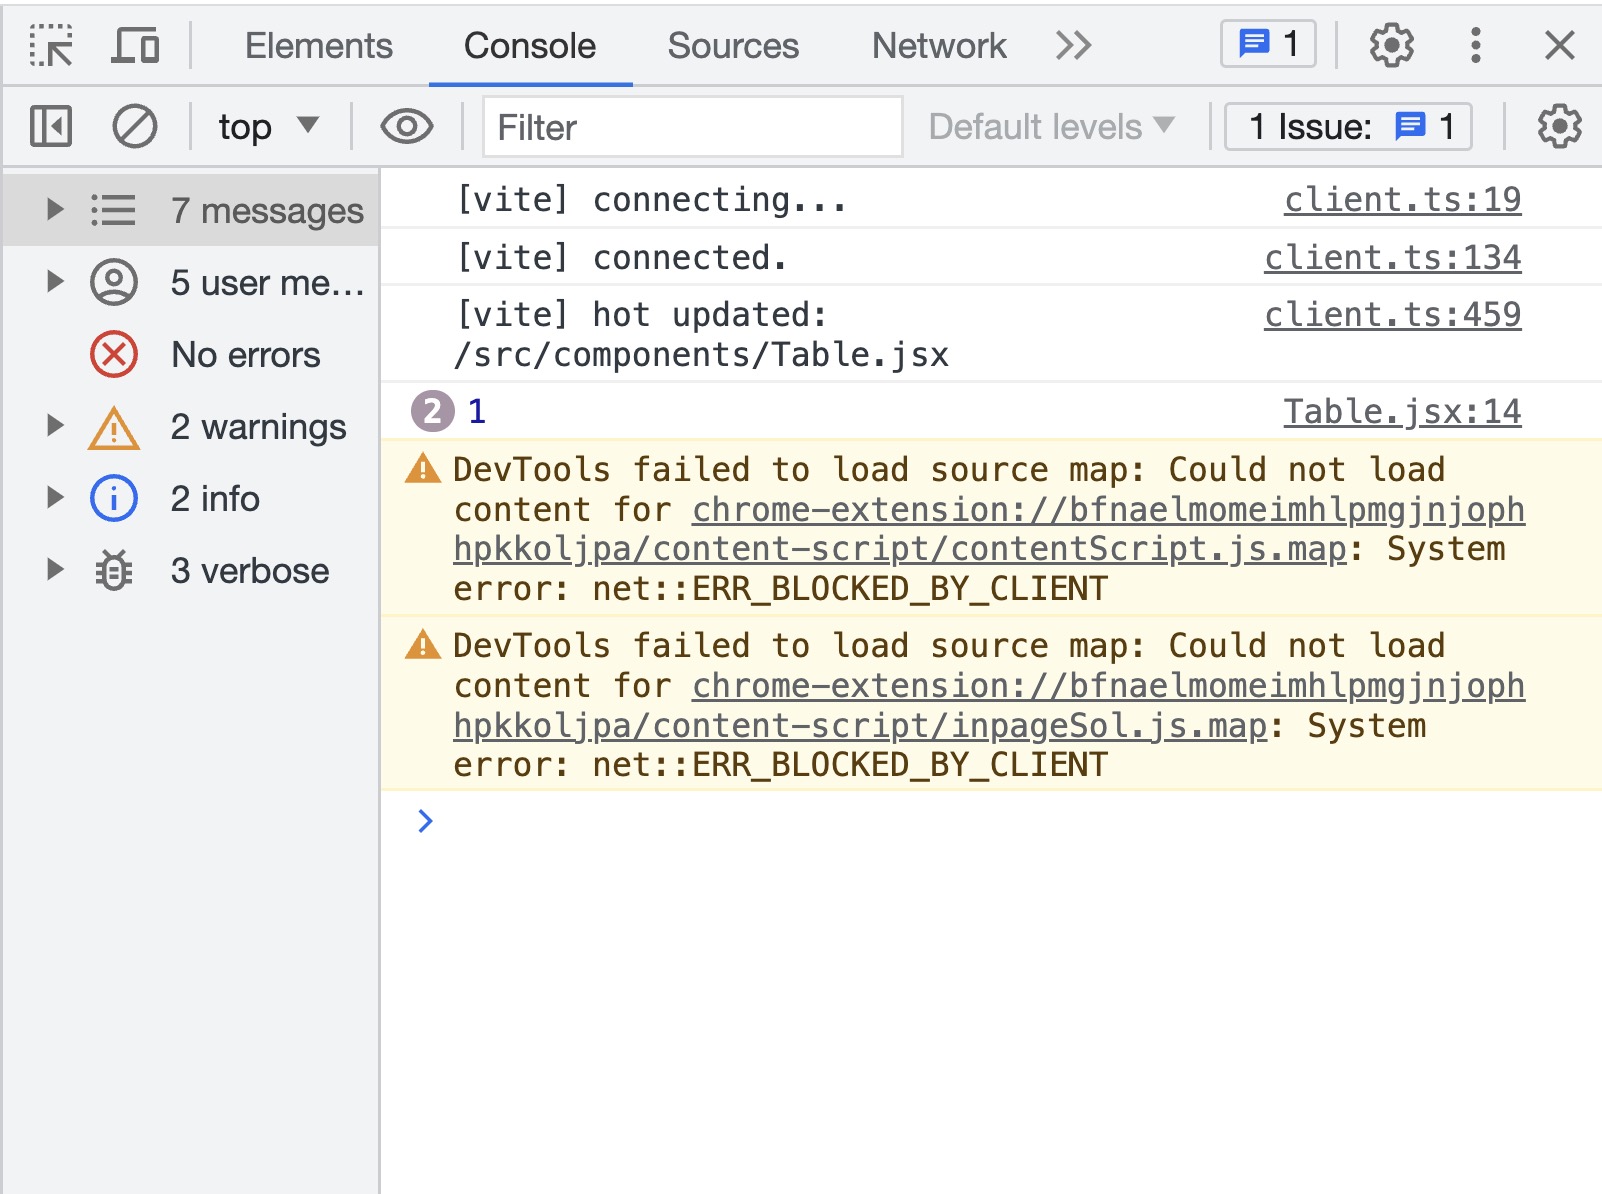 Elements Console Sources Network 1
top Filter Default levels 1 Issue: 1
7 messages
5 user me...
No errors
2 warnings
2 info
3 verbose
[vite] connecting... client.ts:19
[vite] connected. client.ts:134
[vite] hot updated: client.ts:459
/src/components/Table.jsx
2 1 Table.jsx:14
DevTools failed to load source map: Could not load
content for chrome-extension://bfnaelmomeimhlpmgjnjoph
hpkkoljpa/content-script/contentScript.js.map: System
error: net::ERR_BLOCKED_BY_CLIENT
DevTools failed to load source map: Could not load
content for chrome-extension://bfnaelmomeimhlpmgjnjoph
hpkkoljpa/content-script/inpageSol.js.map: System
error: net::ERR_BLOCKED_BY_CLIENT